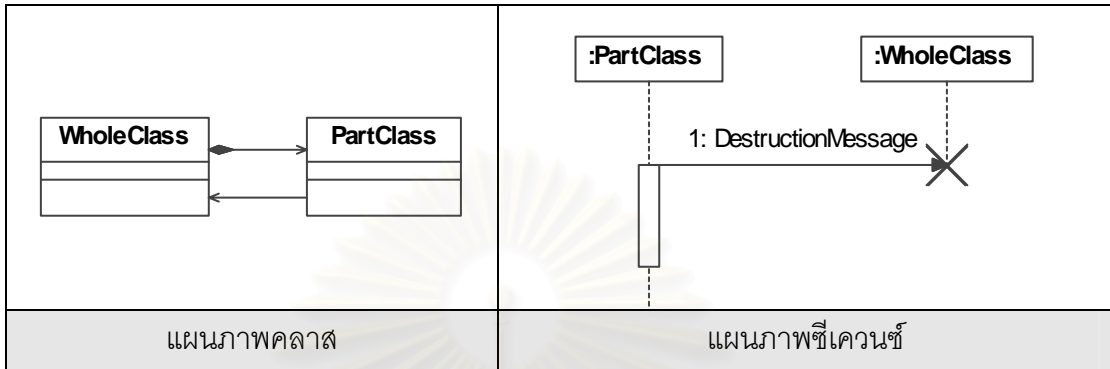 WholeClass
PartClass
:PartClass
:WholeClass
1: DestructionMessage
แผนภาพคลาส
แผนภาพซีเควนซ์